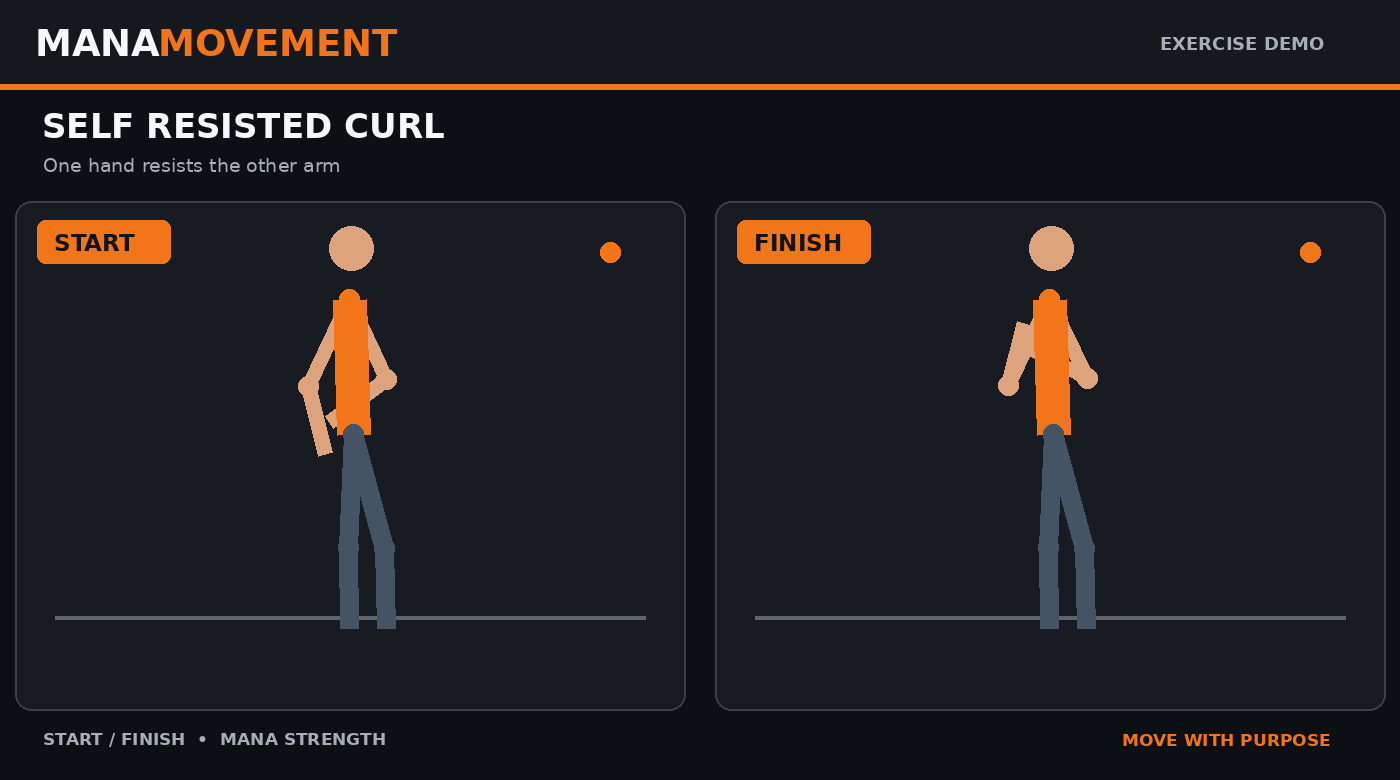 MANAMOVEMENT
EXERCISE DEMO
SELF RESISTED CURL
One hand resists the other arm
START
FINISH
START / FINISH • MANA STRENGTH
MOVE WITH PURPOSE